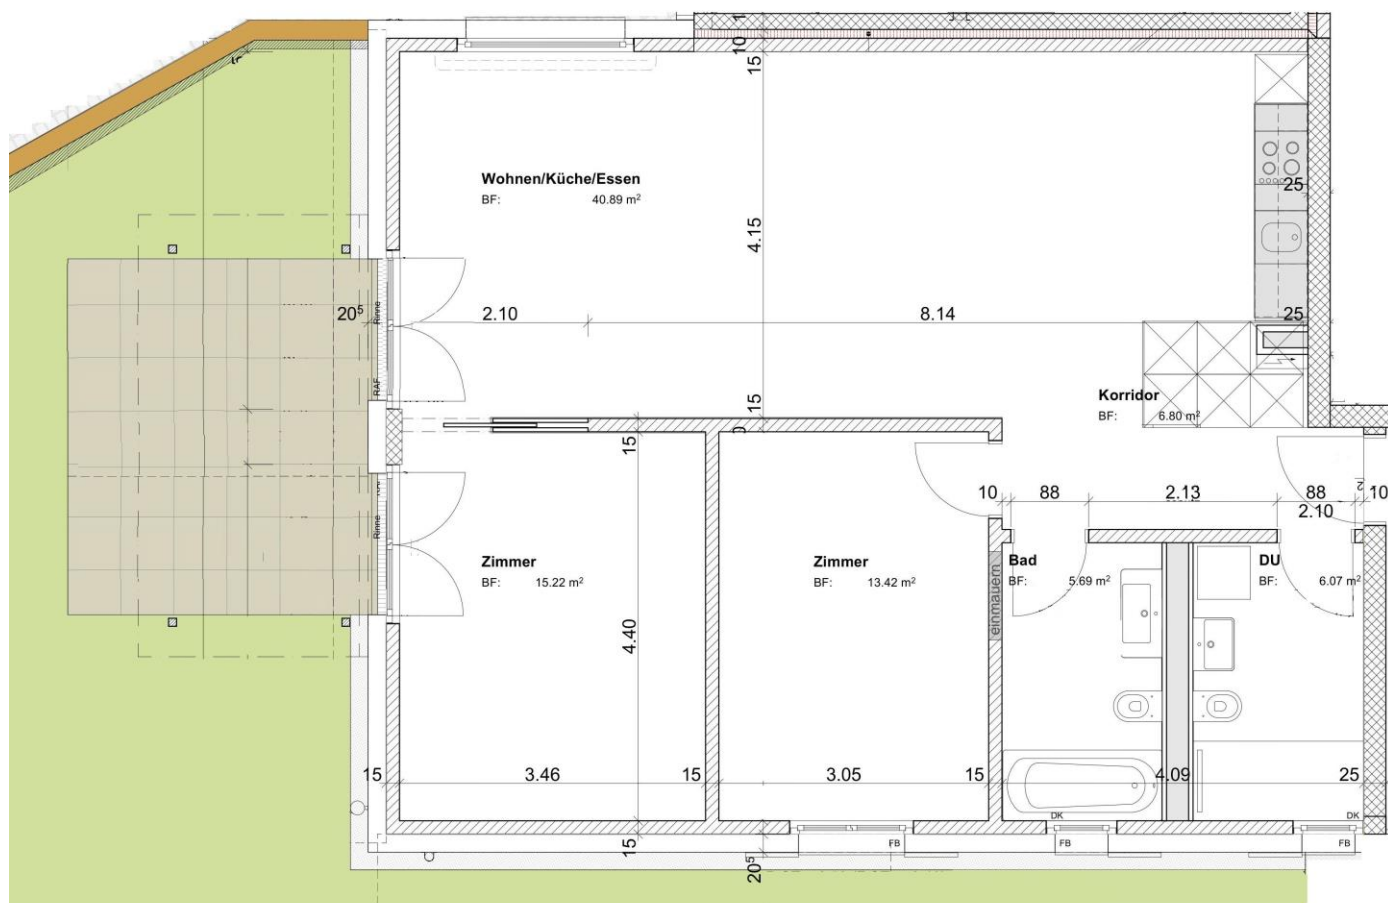 10
15
Wohnen/Küche/Essen
BF: 40.89 m²
25
4.15
20⁵
Rinne
2.10
8.14
25
RAF
15
Korridor
BF: 6.80 m²
15
10
88
2.13
88
10
2.10
Rinne
Zimmer
BF: 15.22 m²
Zimmer
BF: 13.42 m²
einmauern
Bad
BF: 5.69 m²
DU
BF: 6.07 m²
4.40
15
3.46
15
3.05
15
4.09
25
DK
DK
15
FB
FB
FB
20⁵